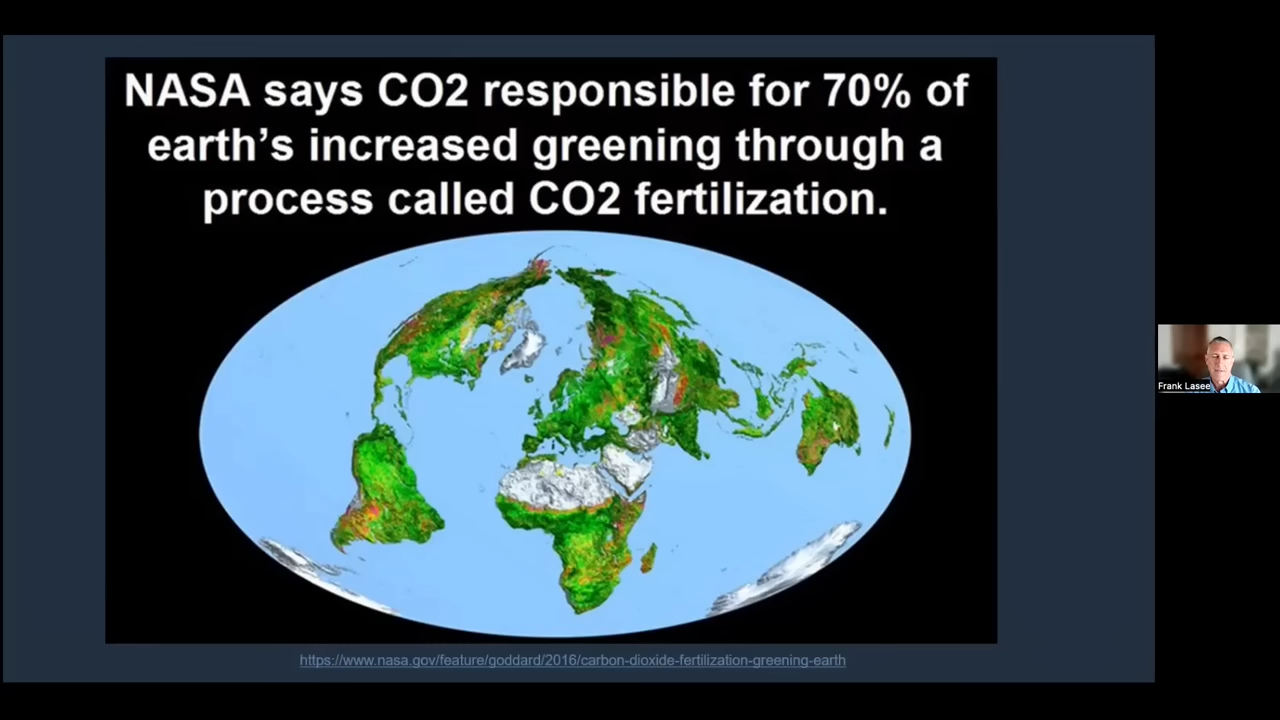 NASA says CO2 responsible for 70% of
earth's increased greening through a
process called CO2 fertilization.
Frank Lasee
https://www.nasa.gov/feature/goddard/2016/carbon-dioxide-fertilization-greening-earth